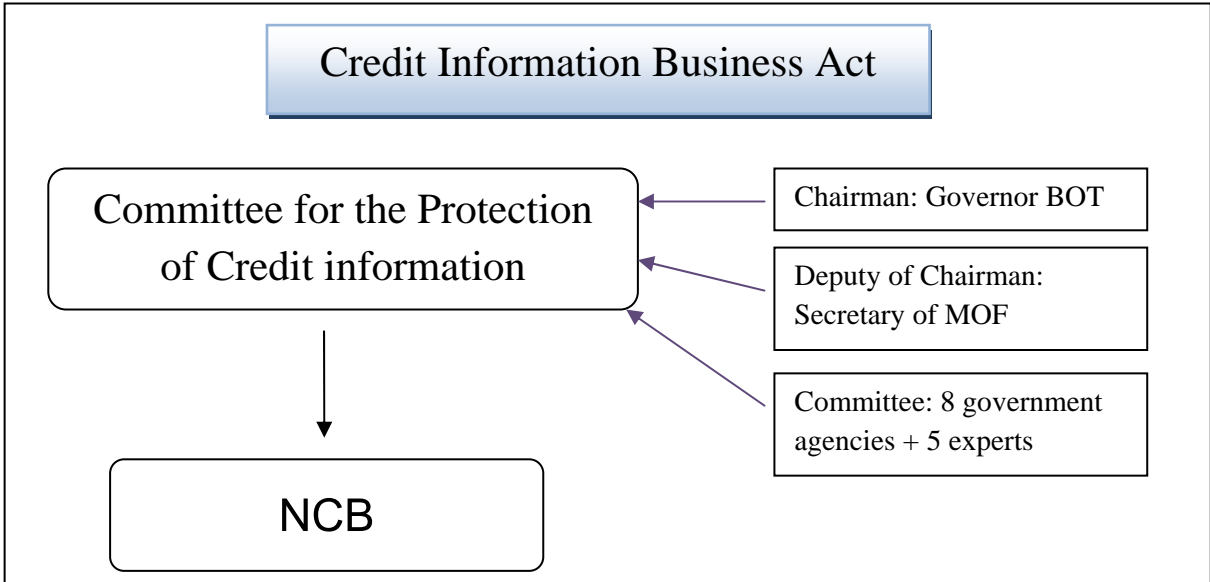 Credit Information Business Act
Committee for the Protection
of Credit information
Chairman: Governor BOT
Deputy of Chairman:
Secretary of MOF
Committee: 8 government
agencies + 5 experts
NCB